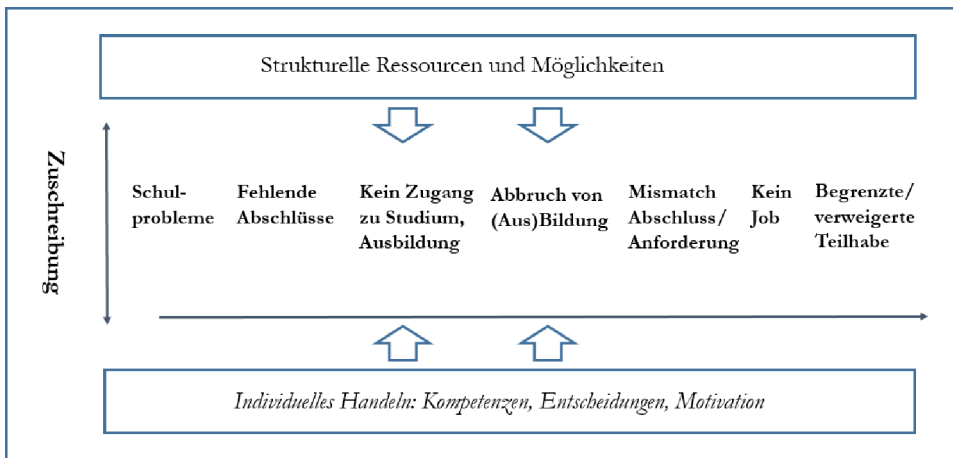 Strukturelle Ressourcen und Möglichkeiten
Zuschreibung
Schul-
probleme
Fehlende
Abschlüsse
Kein Zugang
zu Studium,
Ausbildung
Abbruch von
(Aus)Bildung
Mismatch
Abschluss/
Anforderung
Kein
Job
Begrenzte/
verweigerte
Teilhabe
Individuelles Handeln: Kompetenzen, Entscheidungen, Motivation